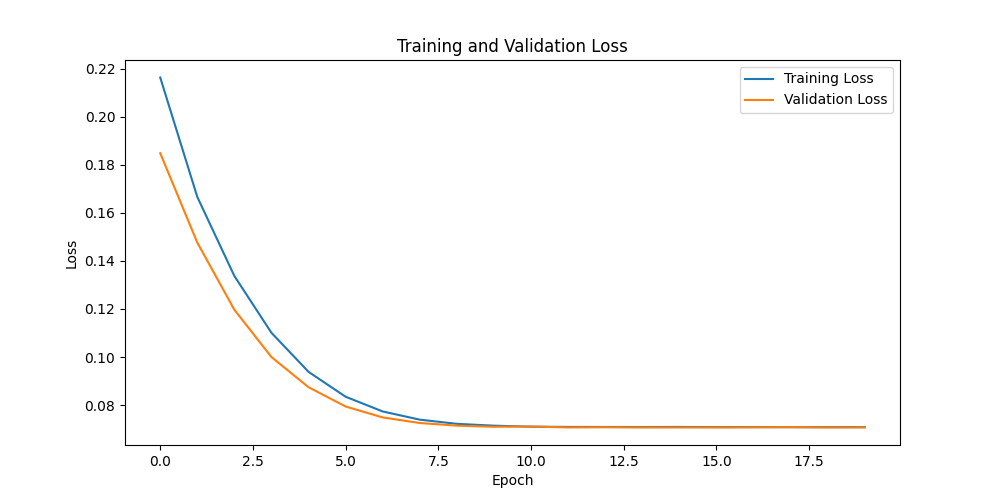 Training and Validation Loss
Training Loss
Validation Loss
Loss
0.22
0.20
0.18
0.16
0.14
0.12
0.10
0.08
0.0 2.5 5.0 7.5 10.0 12.5 15.0 17.5
Epoch